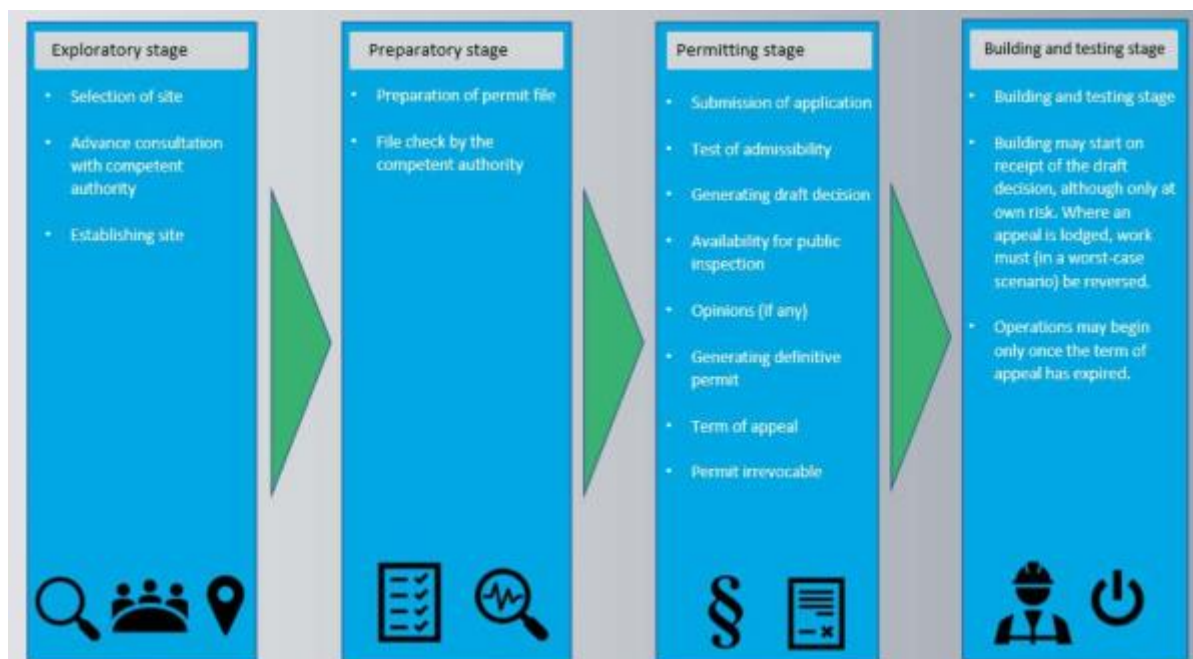 Exploratory stage
• Selection of site
• Advance consultation
with competent
authority
• Establishing site
Preparatory stage
• Preparation of permit file
• File check by the
competent authority
Permitting stage
• Submission of application
• Test of admissibility
• Generating draft decision
• Availability for public
inspection
• Opinions (if any)
• Generating definitive
permit
• Term of appeal
• Permit irrevocable
§
Building and testing stage
• Building and testing stage
• Building may start on
receipt of the draft
decision, although only at
own risk. Where an
appeal is lodged, work
must (in a worst-case
scenario) be reversed.
• Operations may begin
only once the term of
appeal has expired.